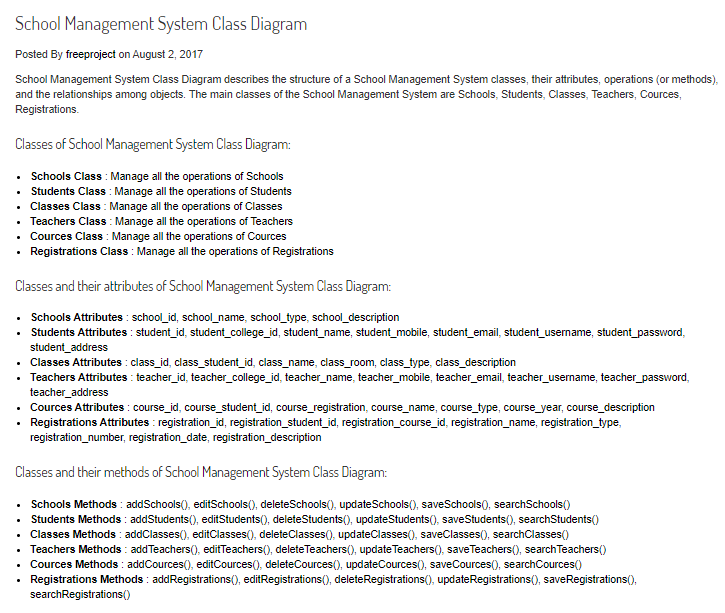 School Management System Class Diagram
Posted By freeproject on August 2, 2017
School Management System Class Diagram describes the structure of a School Management System classes, their attributes, operations (or methods),
and the relationships among objects. The main classes of the School Management System are Schools, Students, Classes, Teachers, Cources,
Registrations.
Classes of School Management System Class Diagram:
• Schools Class : Manage all the operations of Schools
• Students Class : Manage all the operations of Students
• Classes Class : Manage all the operations of Classes
• Teachers Class : Manage all the operations of Teachers
• Cources Class : Manage all the operations of Cources
• Registrations Class : Manage all the operations of Registrations
Classes and their attributes of School Management System Class Diagram:
• Schools Attributes : school_id, school_name, school_type, school_description
• Students Attributes : student_id, student_college_id, student_name, student_mobile, student_email, student_username, student_password,
student_address
• Classes Attributes : class_id, class_student_id, class_name, class_room, class_type, class_description
• Teachers Attributes : teacher_id, teacher_college_id, teacher_name, teacher_mobile, teacher_email, teacher_username, teacher_password,
teacher_address
• Cources Attributes : course_id, course_student_id, course_registration, course_name, course_type, course_year, course_description
• Registrations Attributes : registration_id, registration_student_id, registration_course_id, registration_name, registration_type,
registration_number, registration_date, registration_description
Classes and their methods of School Management System Class Diagram:
• Schools Methods : addSchools(), editSchools(), deleteSchools(), updateSchools(), saveSchools(), searchSchools()
• Students Methods : addStudents(), editStudents(), deleteStudents(), updateStudents(), saveStudents(), searchStudents()
• Classes Methods : addClasses(), editClasses(), deleteClasses(), updateClasses(), saveClasses(), searchClasses()
• Teachers Methods : addTeachers(), editTeachers(), deleteTeachers(), updateTeachers(), saveTeachers(), searchTeachers()
• Cources Methods : addCources(), editCources(), deleteCources(), updateCources(), saveCources(), searchCources()
• Registrations Methods : addRegistrations(), editRegistrations(), deleteRegistrations(), updateRegistrations(), saveRegistrations(),
searchRegistrations()